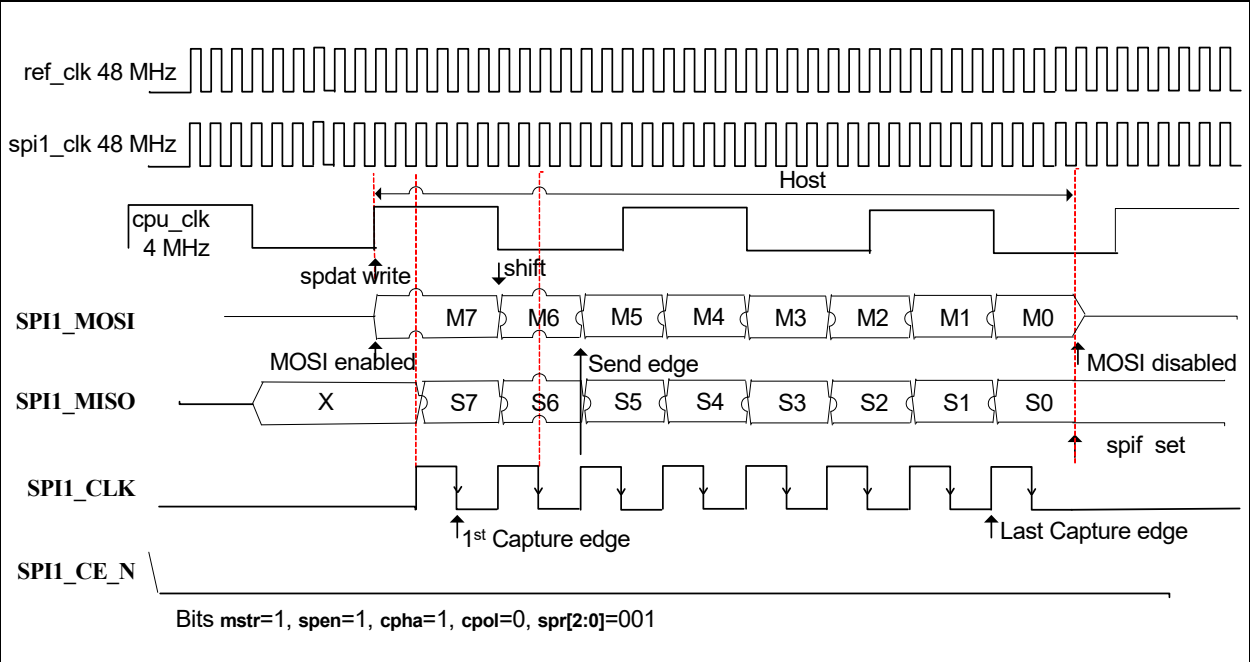 ref_clk 48 MHz
spi1_clk 48 MHz
Host
cpu_clk
4 MHz
spdat write
shift
SPI1_MOSI
M7 M6 M5 M4 M3 M2 M1 M0
MOSI enabled
Send edge
MOSI disabled
SPI1_MISO
X S7 S6 S5 S4 S3 S2 S1 S0
spif set
SPI1_CLK
1st Capture edge
Last Capture edge
SPI1_CE_N
Bits mstr=1, spen=1, cpha=1, cpol=0, spr[2:0]=001